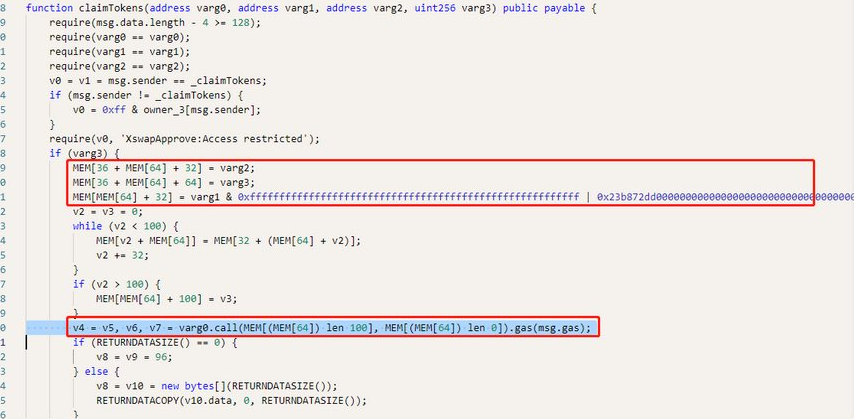 8 function claimTokens(address varg0, address varg1, address varg2, uint256 varg3) public payable {
9 require(msg.data.length - 4 >= 128);
0 require(varg0 == varg0);
1 require(varg1 == varg1);
2 require(varg2 == varg2);
3 v0 = v1 = msg.sender == _claimTokens;
4 if (msg.sender != _claimTokens) {
5 v0 = 0xff & owner_3[msg.sender];
6 }
7 require(v0, 'XswapApprove:Access restricted');
8 if (varg3) {
9 MEM[36 + MEM[64] + 32] = varg2;
0 MEM[36 + MEM[64] + 64] = varg3;
1 MEM[MEM[64] + 32] = varg1 & 0xffffffffffffffffffffffffffffffffffffffffffffffffffffffff | 0x23b872dd000000000000000000000000000000000
2 v2 = v3 = 0;
3 while (v2 < 100) {
4 MEM[v2 + MEM[64]] = MEM[32 + (MEM[64] + v2)];
5 v2 += 32;
6 }
7 if (v2 > 100) {
8 MEM[MEM[64] + 100] = v3;
9 }
0 v4 = v5, v6, v7 = varg0.call(MEM[(MEM[64]) len 100], MEM[(MEM[64]) len 0]).gas(msg.gas);
1 if (RETURNDATASIZE() == 0) {
2 v8 = v9 = 96;
3 } else {
4 v8 = v10 = new bytes[](RETURNDATASIZE());
5 RETURNDATACOPY(v10.data, 0, RETURNDATASIZE());
6 }